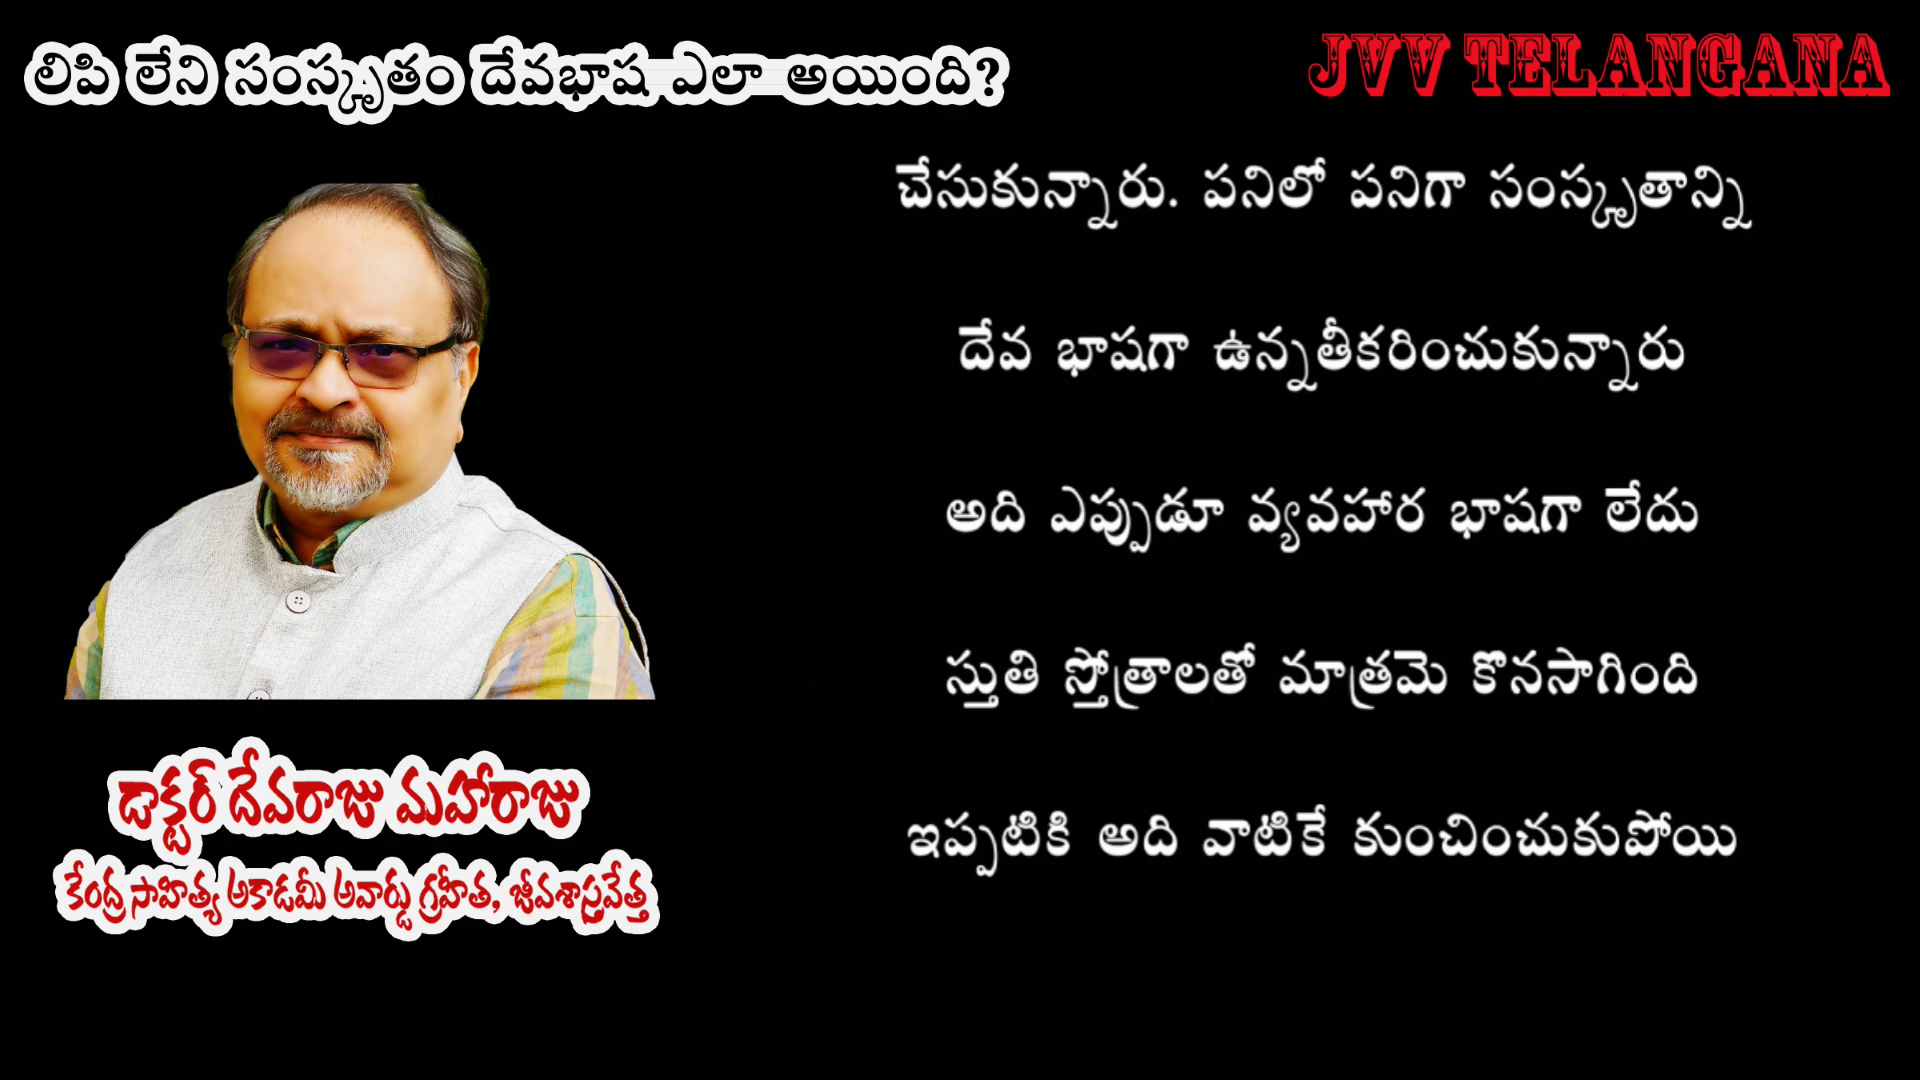 లిపి లేని సంస్కృతం దేవభాష ఎలా అయింది?
JVV TELANGANA
చేసుకున్నారు. పనిలో పనిగా సంస్కృతాన్ని
దేవ భాషగా ఉన్నతీకరించుకున్నారు
అది ఎప్పుడూ వ్యవహార భాషగా లేదు
స్తుతి స్తోత్రాలతో మాత్రమె కొనసాగింది
ఇప్పటికి అది వాటికే కుంచించుకుపోయి
డాక్టర్ దేవరాజు మహారాజు
కేంద్ర సాహిత్య అకాడమీ అవార్డు గ్రహీత, జీవశాస్త్రవేత్త